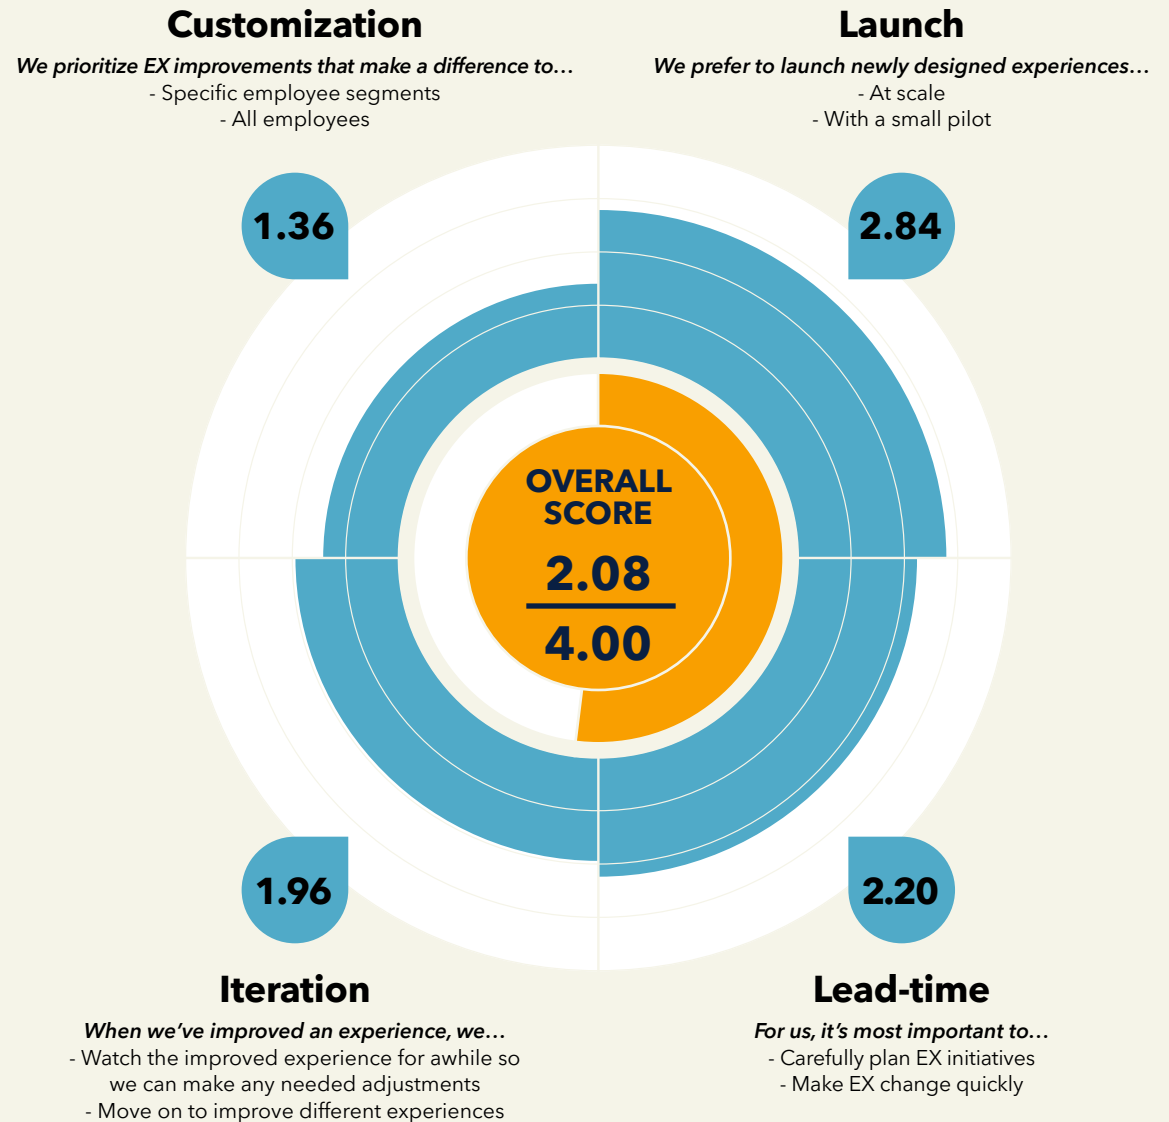 Customization
We prioritize EX improvements that make a difference to…
- Specific employee segments
- All employees
1.36
Launch
We prefer to launch newly designed experiences…
- At scale
- With a small pilot
2.84
OVERALL
SCORE
2.08
4.00
1.96
Iteration
When we’ve improved an experience, we…
- Watch the improved experience for awhile so
we can make any needed adjustments
- Move on to improve different experiences
2.20
Lead-time
For us, it’s most important to…
- Carefully plan EX initiatives
- Make EX change quickly